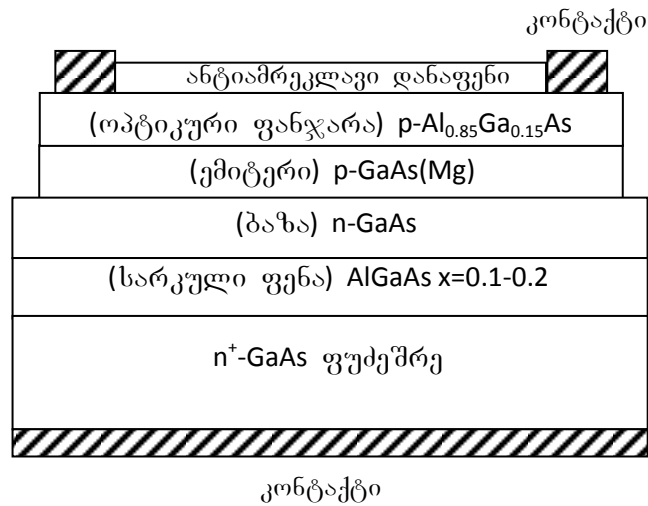 კონტაქტი
ანტიამრეკლავი დანაფენი
(ოპტიკური ფანჯარა) p-Al₀.₈₅Ga₀.₁₅As
(ემიტერი) p-GaAs(Mg)
(ბაზა) n-GaAs
(სარკული ფენა) AlGaAs x=0.1-0.2
n⁺-GaAs ფუძეშრე
კონტაქტი